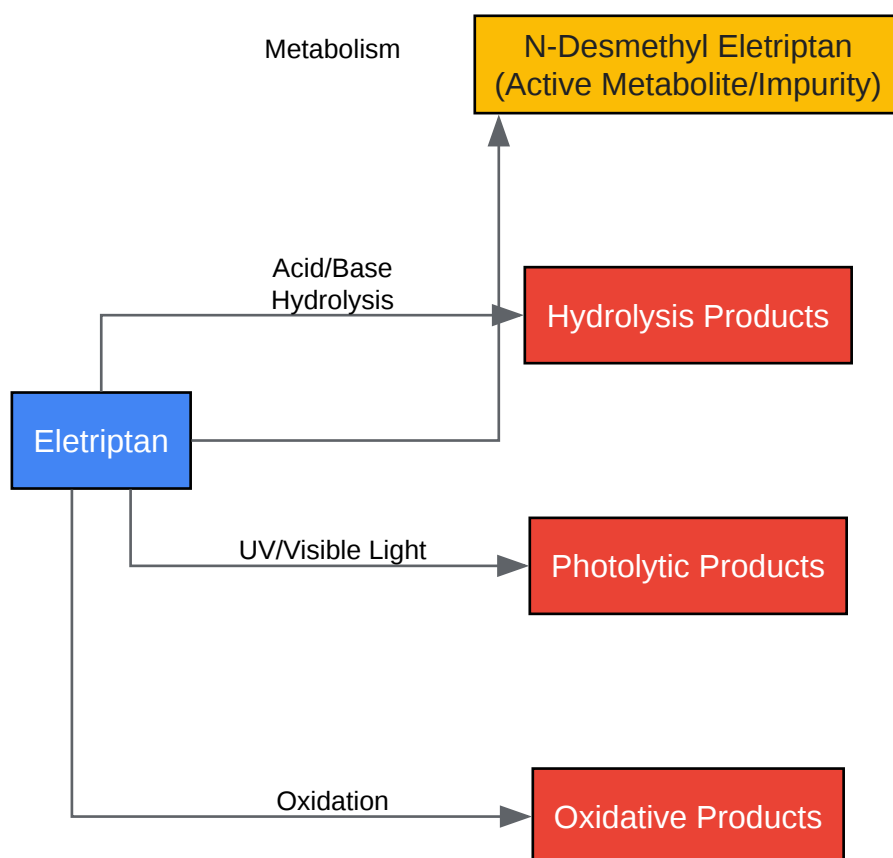 Metabolism
N-Desmethyl Eletriptan
(Active Metabolite/Impurity)
Acid/Base
Hydrolysis
Hydrolysis Products
Eletriptan
UV/Visible Light
Photolytic Products
Oxidation
Oxidative Products